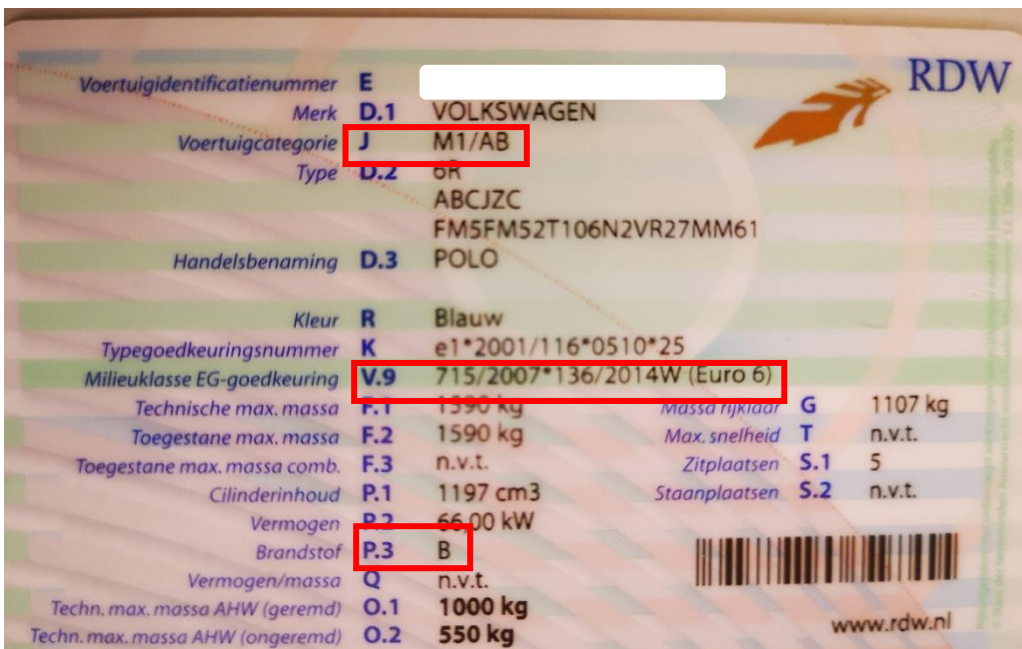 RDW
Voertuigidentificatienummer E
Merk D.1 VOLKSWAGEN
Voertuigcategorie J M1/AB
Type D.2 6R
ABCJZC
FM5FM52T106N2VR27MM61
Handelsbenaming D.3 POLO
Kleur R Blauw
Typegoedkeuringsnummer K e1*2001/116*0510*25
Milieuklasse EG-goedkeuring V.9 715/2007*136/2014W (Euro 6)
Technische max. massa F.1 1590 kg Massa rijklaar G 1107 kg
Toegestane max. massa F.2 1590 kg Max. snelheid T n.v.t.
Toegestane max. massa comb. F.3 n.v.t. Zitplaatsen S.1 5
Cilinderinhoud P.1 1197 cm3 Staanplaatsen S.2 n.v.t.
Vermogen P.2 66,00 kW
Brandstof P.3 B
Vermogen/massa Q n.v.t.
Techn. max. massa AHW (geremd) O.1 1000 kg
Techn. max. massa AHW (ongeremd) O.2 550 kg
www.rdw.nl